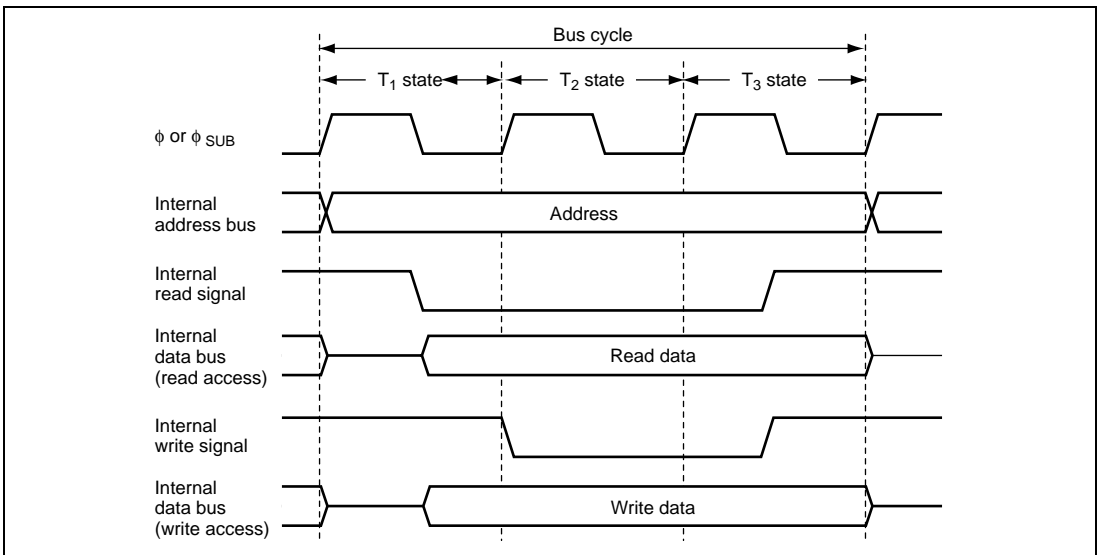 Bus cycle
T₁ state
T₂ state
T₃ state
ϕ or ϕ SUB
Internal
address bus
Address
Internal
read signal
Internal
data bus
(read access)
Read data
Internal
write signal
Internal
data bus
(write access)
Write data